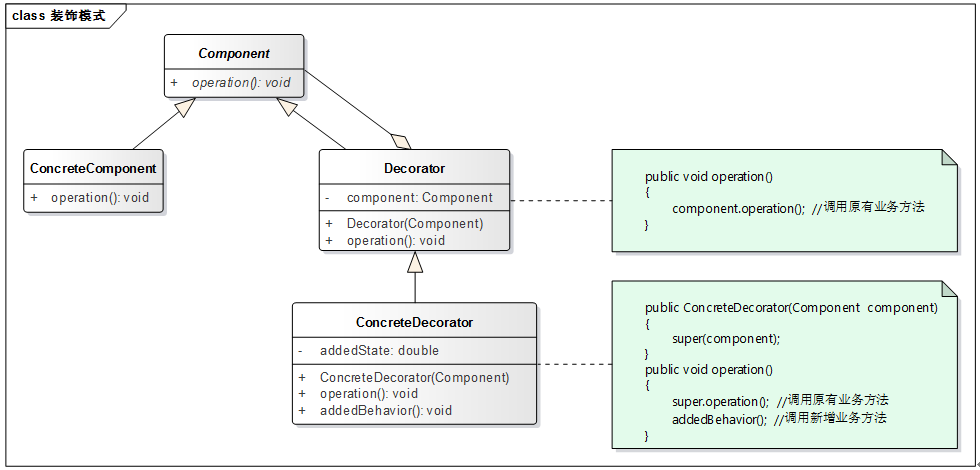 class 装饰模式
Component
+ operation(): void
ConcreteComponent
+ operation(): void
Decorator
- component: Component
+ Decorator(Component)
+ operation(): void
public void operation()
{
component.operation(); //调用原有业务方法
}
ConcreteDecorator
- addedState: double
+ ConcreteDecorator(Component)
+ operation(): void
+ addedBehavior(): void
public ConcreteDecorator(Component component)
{
super(component);
}
public void operation()
{
super.operation(); //调用原有业务方法
addedBehavior(); //调用新增业务方法
}